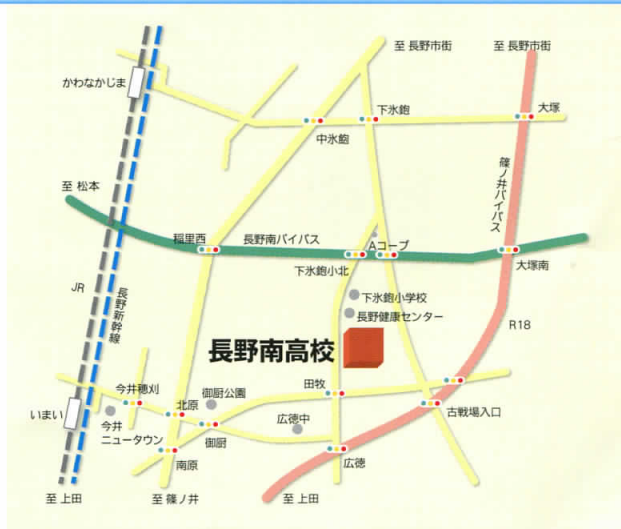 至 長野市街
至 長野市街
かわなかじま
下氷鉋
大塚
中氷鉋
篠ノ井バイパス
至 松本
稲里西
長野南バイパス
Aコープ
下氷鉋小北
大塚南
JR
長野新幹線
下氷鉋小学校
長野健康センター
R18
長野南高校
今井穂刈
御厨公園
田牧
北原
いまい
今井
ニュータウン
広徳中
古戦場入口
御厨
南原
広徳
至 上田
至 篠ノ井
至 上田